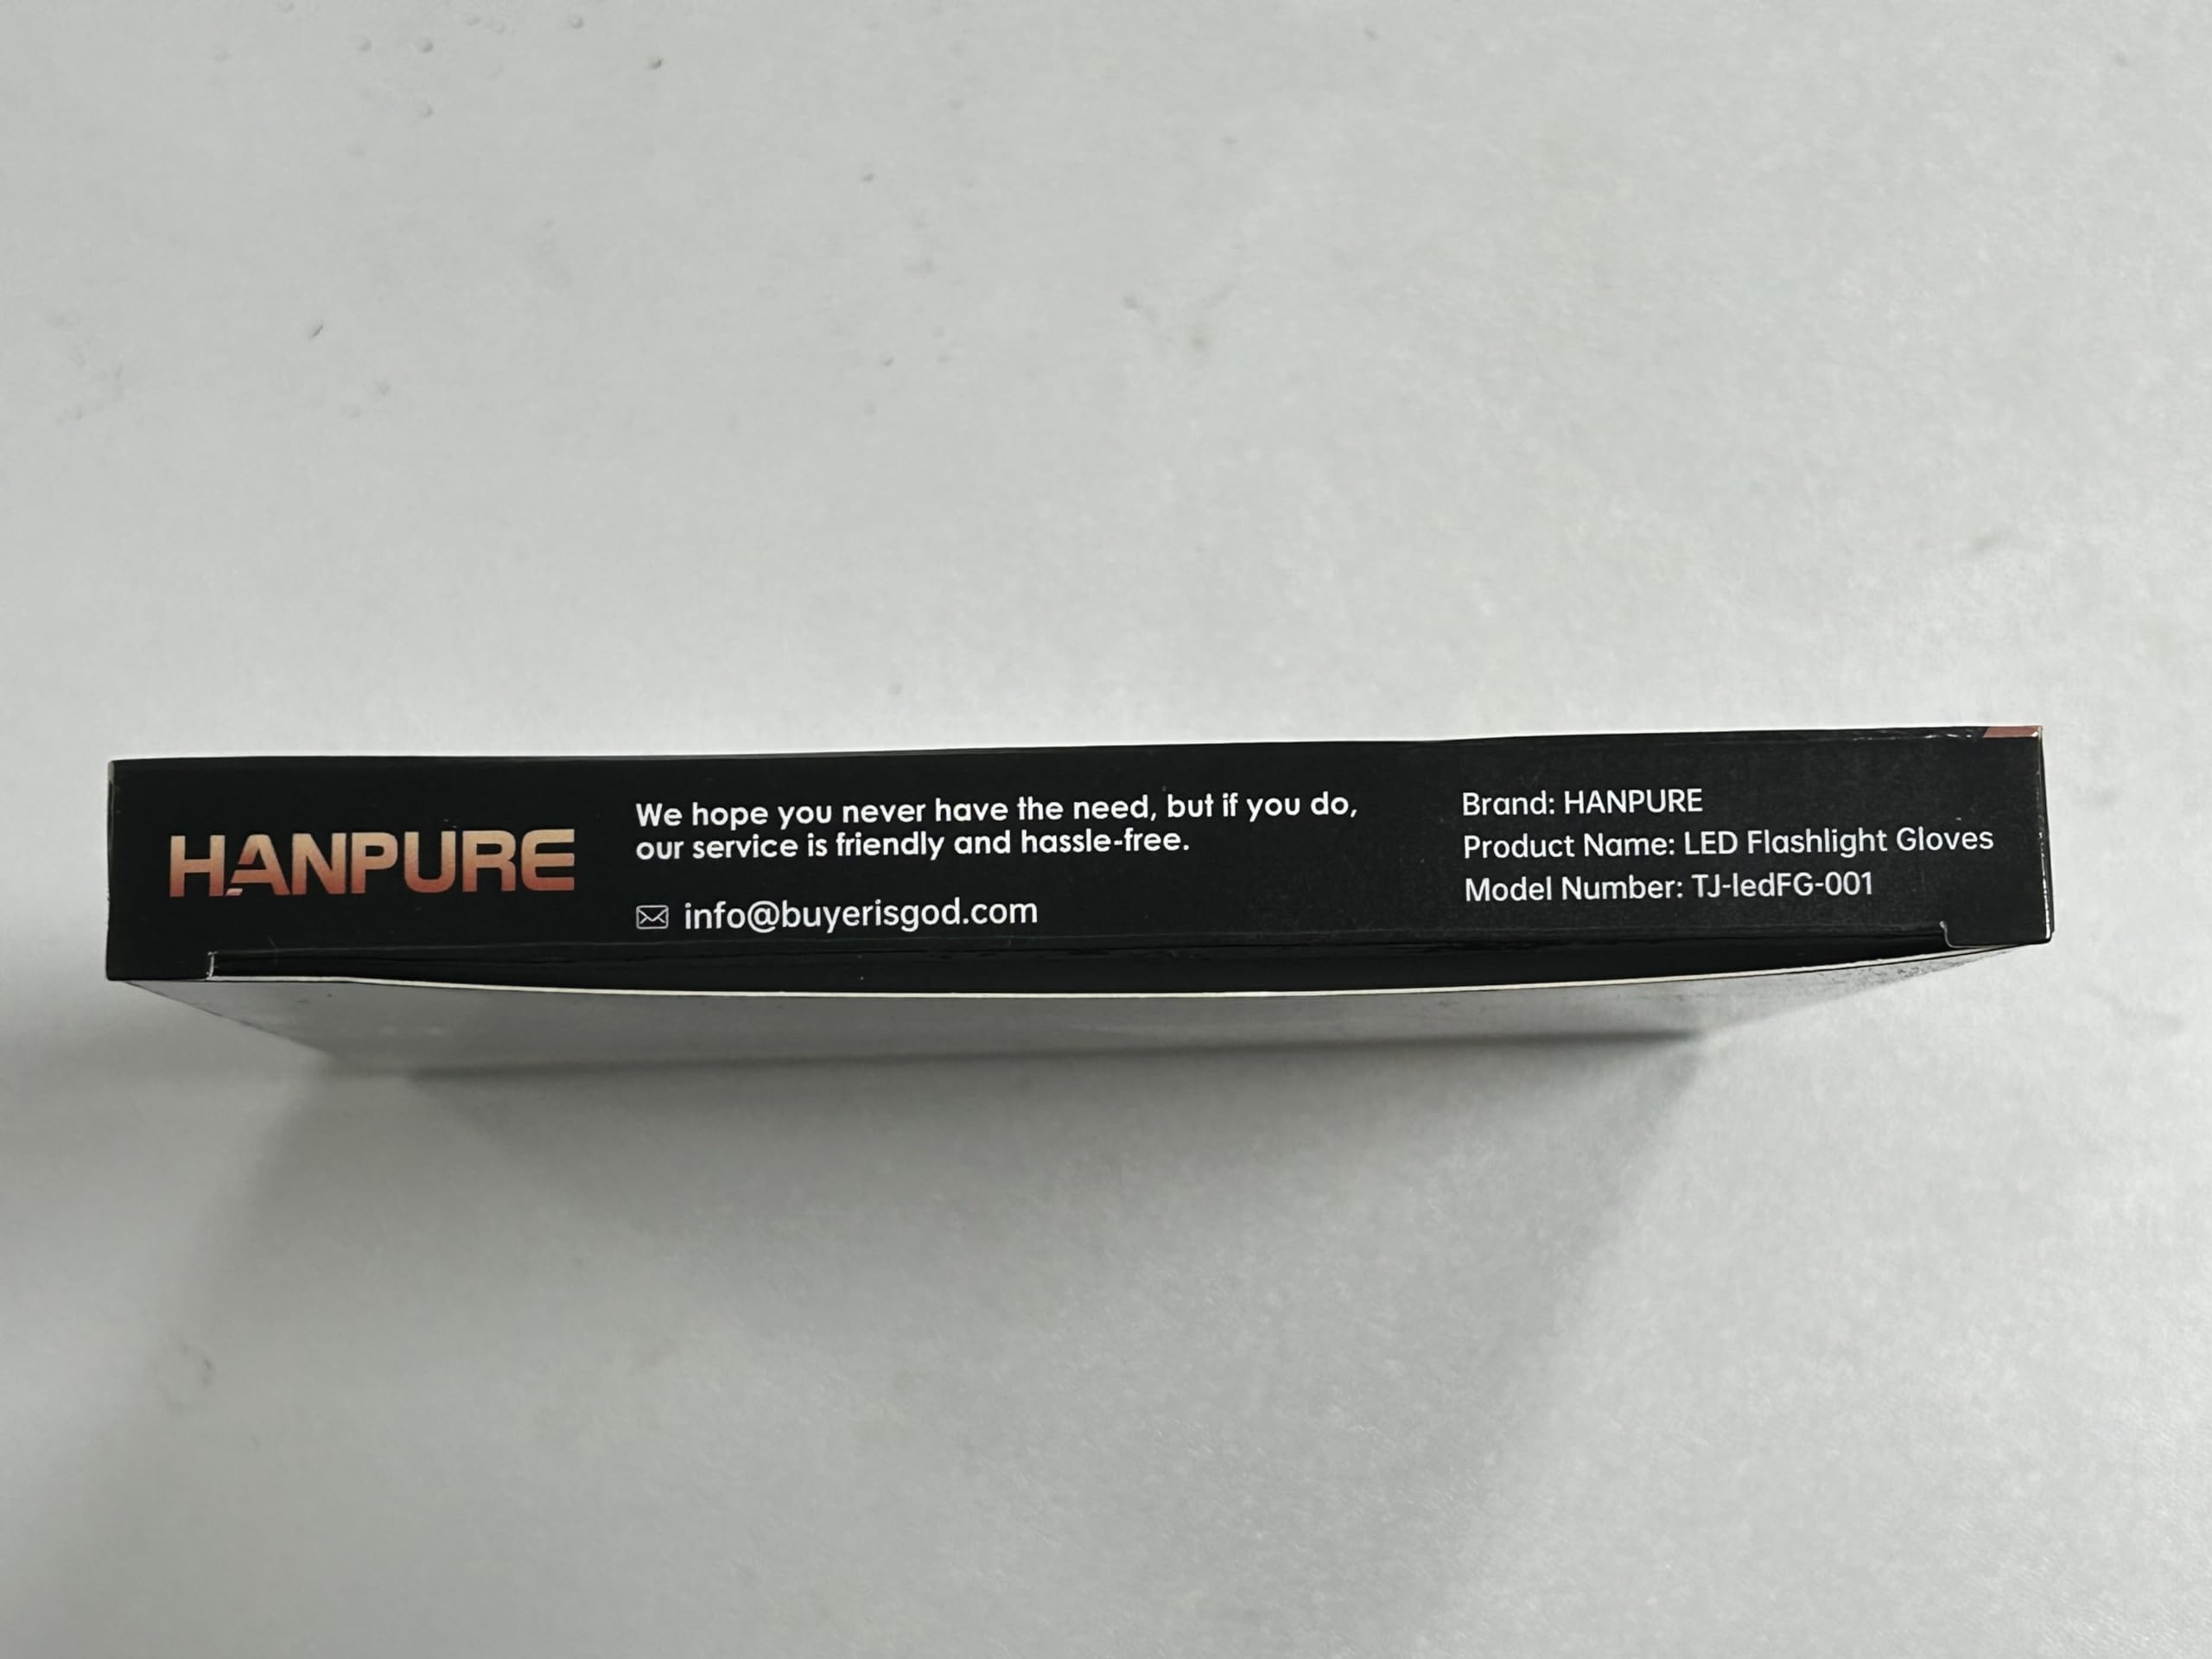 HANPURE
We hope you never have the need, but if you do,
our service is friendly and hassle-free.
info@buyerisgod.com
Brand: HANPURE
Product Name: LED Flashlight Gloves
Model Number: TJ-ledFG-001